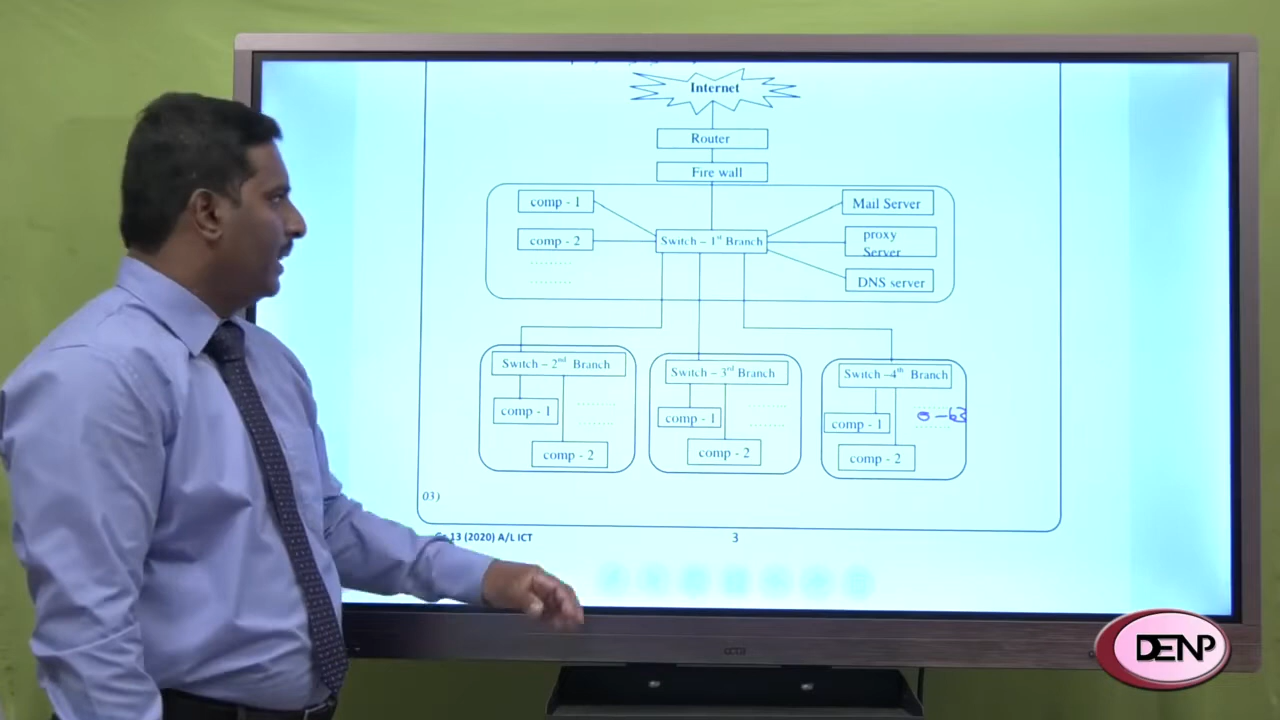 Internet
Router
Fire wall
comp - 1
Mail Server
comp - 2
Switch – 1st Branch
proxy
Server
DNS server
Switch – 2nd Branch
Switch – 3rd Branch
Switch –4th Branch
comp - 1
comp - 1
comp - 1
0-63
comp - 2
comp - 2
comp - 2
03)
13 (2020) A/L ICT
3
DENP